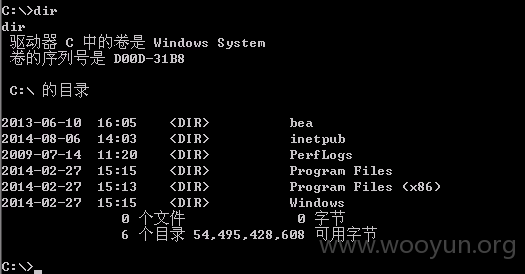 C:\>dir
dir
驱动器 C 中的卷是 Windows System
卷的序列号是 D00D-31B8
C:\ 的目录
2013-06-10 16:05 <DIR> bea
2014-08-06 14:03 <DIR> inetpub
2009-07-14 11:20 <DIR> PerfLogs
2014-02-27 15:15 <DIR> Program Files
2014-02-27 15:13 <DIR> Program Files (x86)
2014-02-27 15:15 <DIR> Windows
0 个文件 0 字节
6 个目录 54,495,428,608 可用字节
www.wooyun.org
C:\>